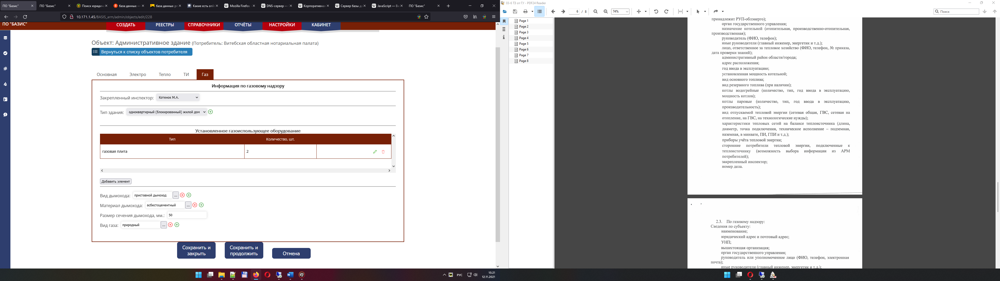 ПО "Базис"
ПО "Базис"
Поиск юридиче
база данных —
база данных pn
Какие есть onlin
Mozilla Firefox —
DNS-сервер —
Корпоративная
Сервер базы да
JavaScript — Ви
ПО "Базис"
10.171.1.45/BASIS_arm/admin/objects/edit/228
ПО "БАЗИС"
СОЗДАТЬ
РЕЕСТРЫ
СПРАВОЧНИКИ
ОТЧЁТЫ
НАСТРОЙКИ
КАБИНЕТ
Объект: Административное здание (Потребитель: Витебская областная нотариальная палата)
Вернуться к списку объектов потребителя
Основная
Электро
Тепло
ТИ
Газ
Информация по газовому надзору
Закрепленный инспектор: Котенок М.А.
Тип здания: одноквартирный (блокированный) жилой дом
Установленное газоиспользующее оборудование
Тип
Количество, шт.
газовая плита
2
Добавить элемент
Вид дымохода: приставной дымоход ...
Материал дымохода: асбестоцементный ...
Размер сечения дымохода, мм.: 50
Вид газа: природный ...
Сохранить и закрыть
Сохранить и продолжить
Отмена
РУС
15:21
12.11.2021
03-6 ТЗ от ГУ - PDF24 Reader
6 / 8
74%
Поиск
Page 1
Page 2
Page 3
Page 4
Page 5
Page 6
Page 7
Page 8
принадлежит РУП-облэнерго);
орган государственного управления;
назначение котельной (отопительная, производственно-отопительная,
производственная);
руководитель (ФИО, телефон);
иные руководители (главный инженер, энергетик и т.д.);
лицо, ответственное за тепловое хозяйство (ФИО, телефон, № приказа,
дата проверки знаний);
административный район области/города;
адрес расположения;
год ввода в эксплуатацию;
установленная мощность котельной;
вид основного топлива;
вид резервного топлива (при наличии);
котлы водогрейные (количество, тип, год ввода в эксплуатацию,
мощность котлов);
котлы паровые (количество, тип, год ввода в эксплуатацию,
производительность);
вид отпускаемой тепловой энергии (сетевая общая, ГВС, сетевая на
отопление, на ГВС, на технологические нужды);
характеристики тепловых сетей на балансе теплоисточника (длина,
диаметр, точка подключения, техническое исполнение – подземная,
наземная, в минвате, ПИ, ГПИ и т.д.);
приборы учёта тепловой энергии;
сторонние потребители тепловой энергии, подключенные к
теплоисточнику (возможность выбора информации из АРМ
потребителей);
закрепленный инспектор;
номер дела.
2.3. По газовому надзору:
Сведения по субъекту:
наименование;
юридический адрес и почтовый адрес;
УНП;
вышестоящая организация;
орган государственного управления;
руководитель или уполномоченное лицо (ФИО, телефон, электронная
почта);
иные руководители (главный инженер, энергетик и т.д.);